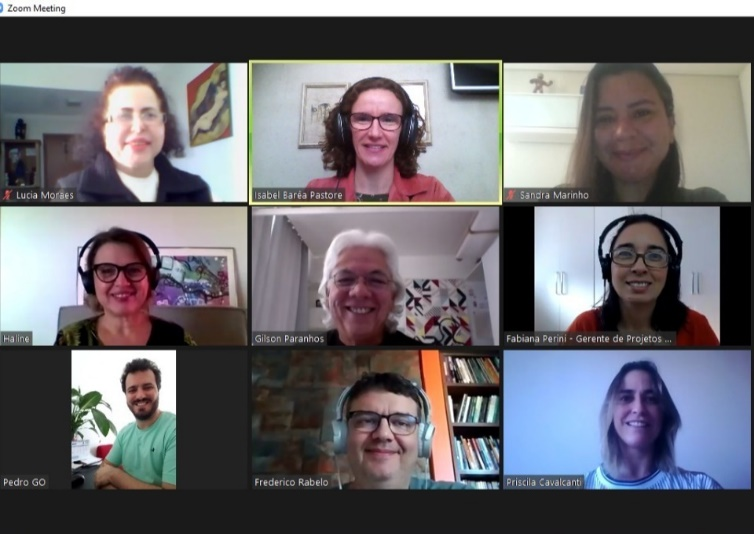 Zoom Meeting
Lucia Moraes
Isabel Barêa Pastore
Sandra Marinho
Haline
Gilson Paranhos
Fabiana Perini - Gerente de Projetos ...
Pedro GO
Frederico Rabelo
Priscila Cavalcanti